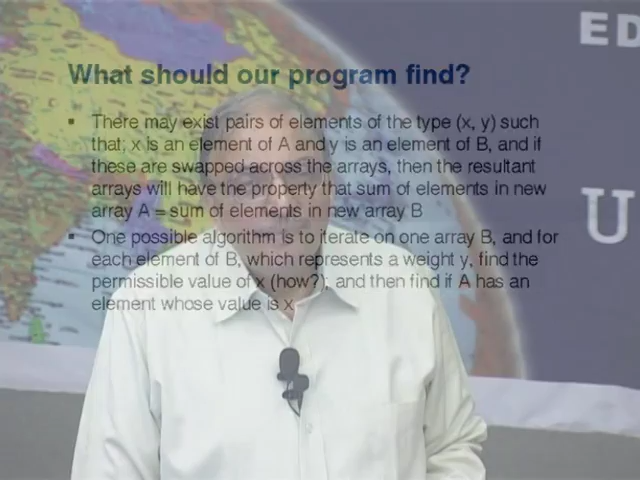 ED
What should our program find?
There may exist pairs of elements of the type (x, y) such
that; x is an element of A and y is an element of B, and if
these are swapped across the arrays, then the resultant
arrays will have the property that sum of elements in new
array A = sum of elements in new array B
U
One possible algorithm is to iterate on one array B, and for
each element of B, which represents a weight y, find the
permissible value of x (how?); and then find if A has an
element whose value is x